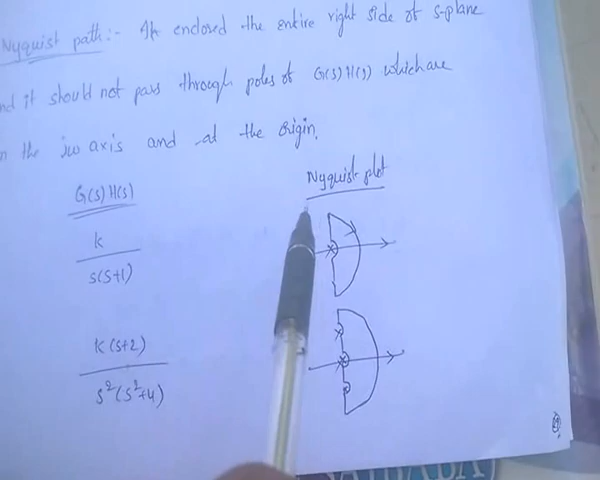 Nyquist path:- It enclosed the entire right side of s-plane
nd it should not pass through poles of G(s)H(s) which are
n the jw axis and at the origin.
G(s)H(s)
Nyquist plot
k
s(s+1)
k(s+2)
s²(s²+4)